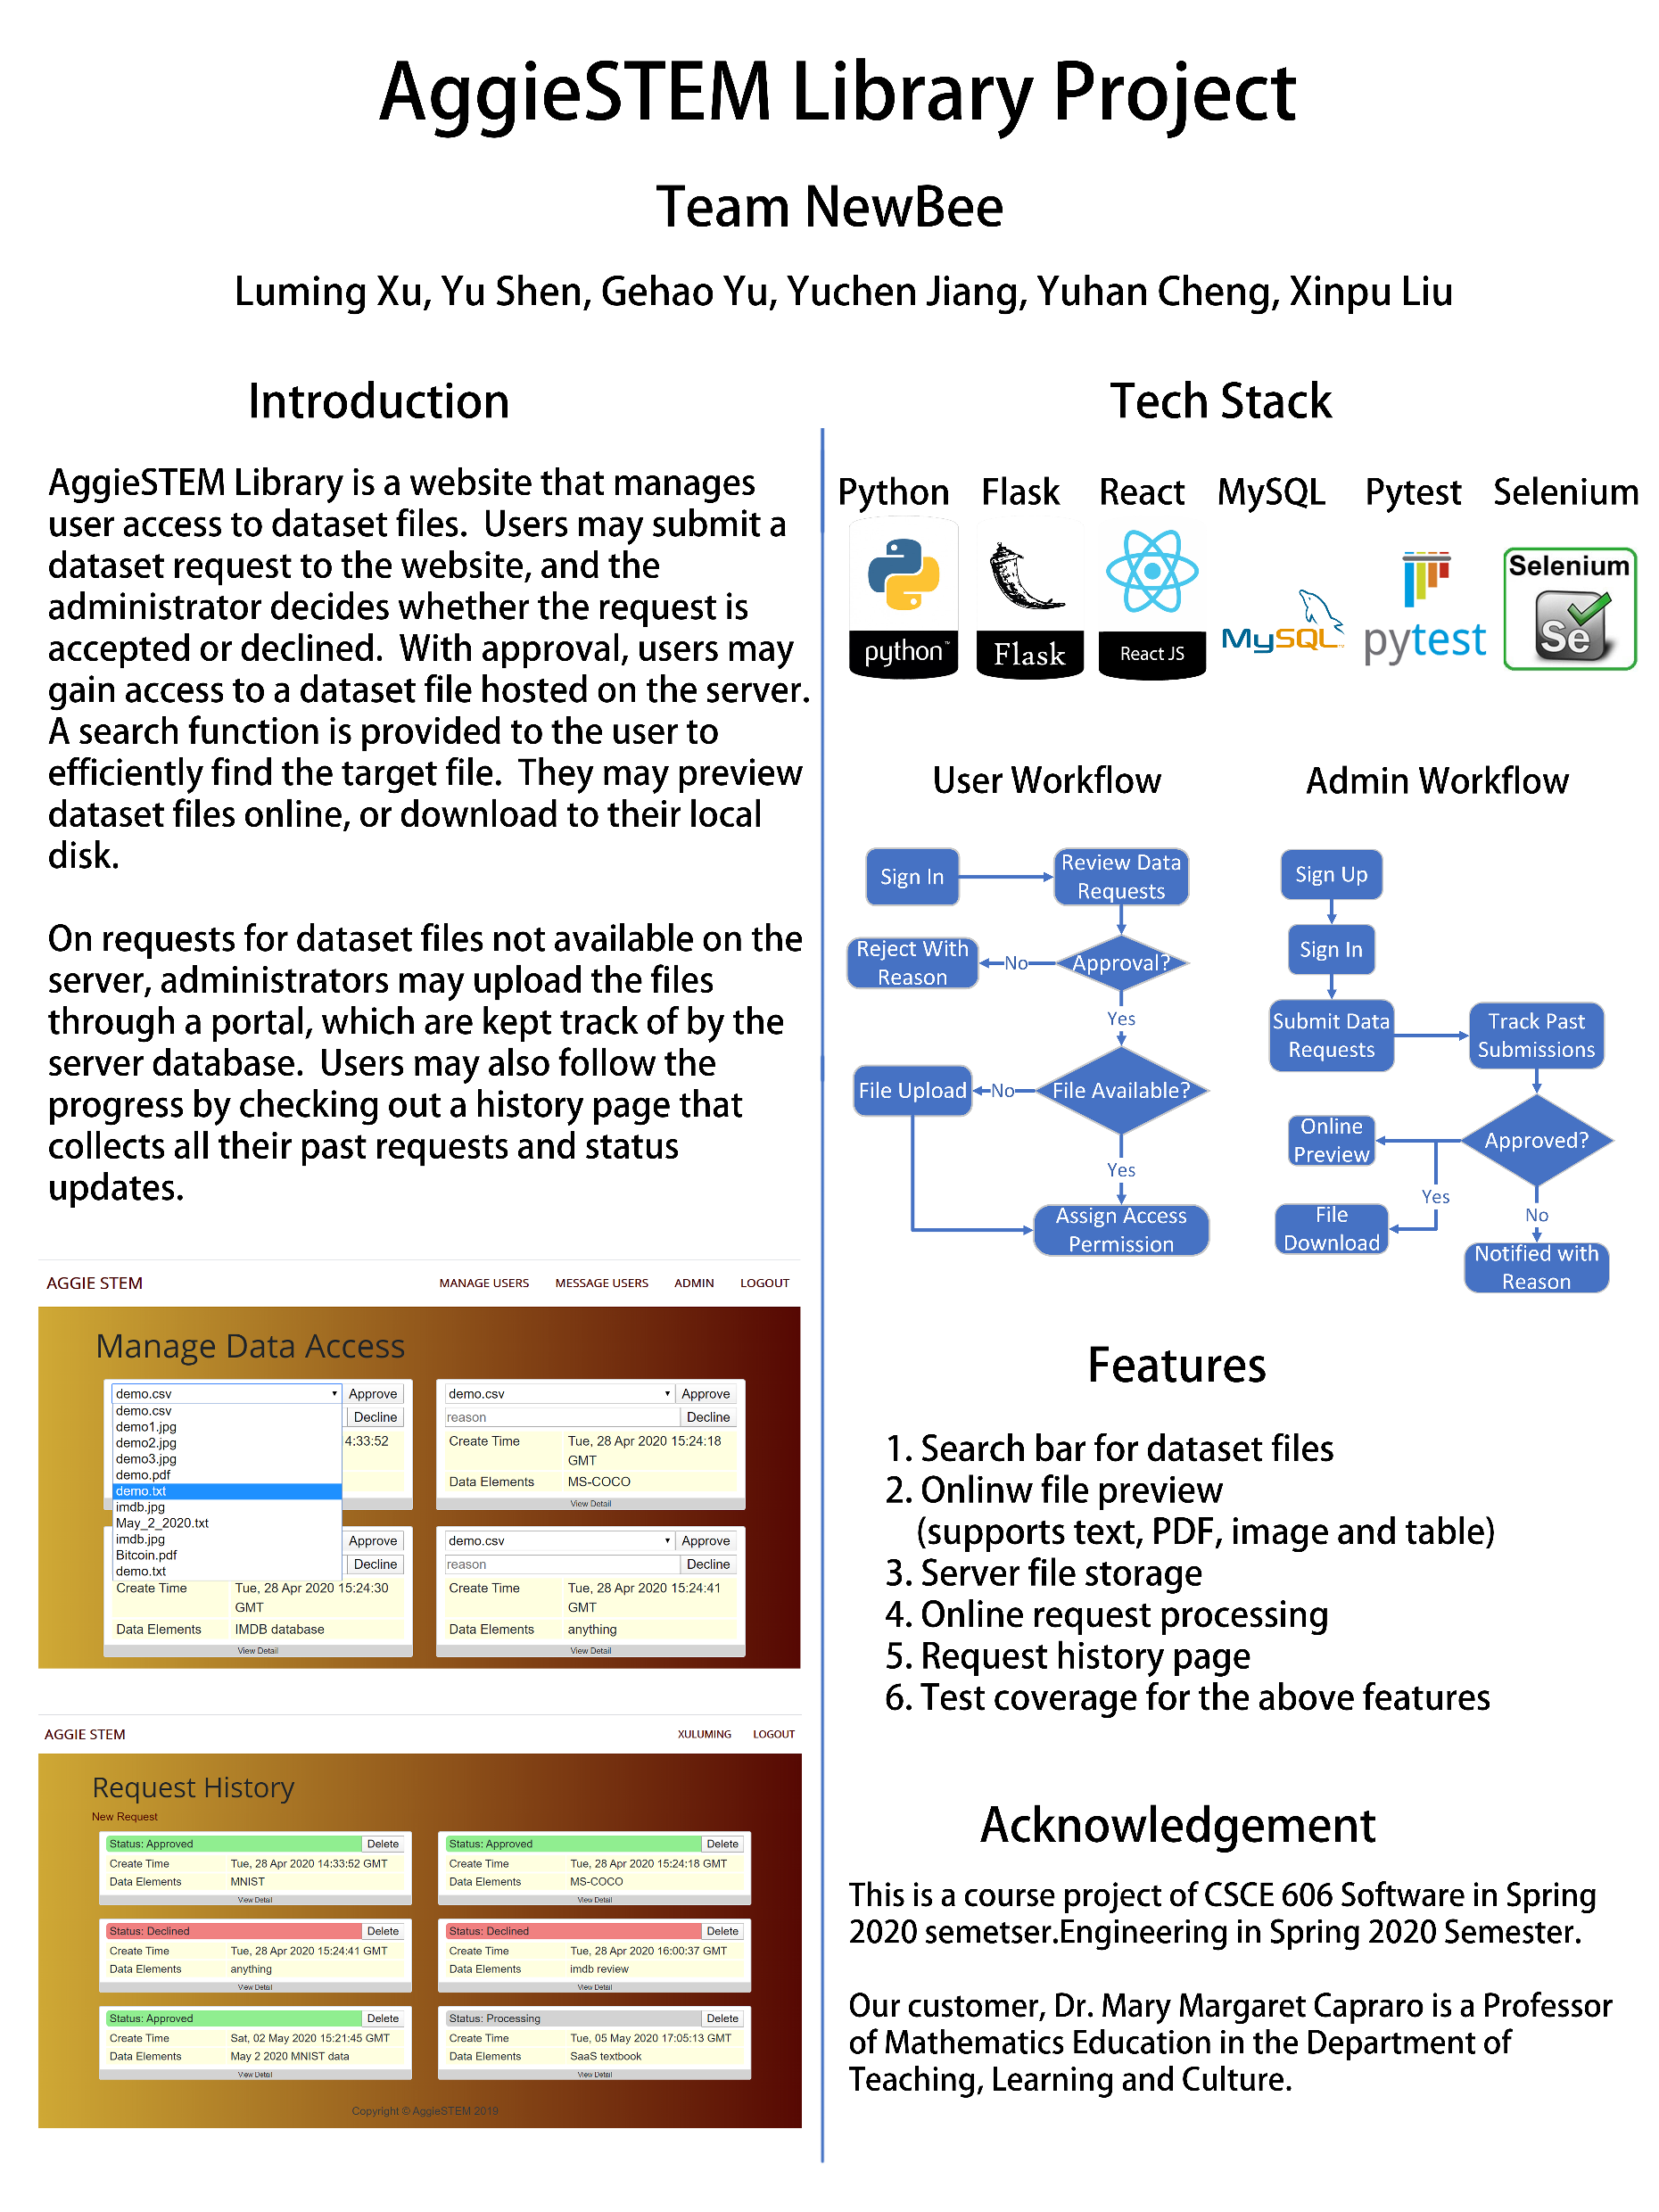 AggieSTEM Library Project
Team NewBee
Luming Xu, Yu Shen, Gehao Yu, Yuchen Jiang, Yuhan Cheng, Xinpu Liu
Introduction
AggieSTEM Library is a website that manages
user access to dataset files.  Users may submit a
dataset request to the website, and the
administrator decides whether the request is
accepted or declined.  With approval, users may
gain access to a dataset file hosted on the server.
A search function is provided to the user to
efficiently find the target file.  They may preview
dataset files online, or download to their local
disk.
On requests for dataset files not available on the
server, administrators may upload the files
through a portal, which are kept track of by the
server database.  Users may also follow the
progress by checking out a history page that
collects all their past requests and status
updates.
AGGIE STEM
MANAGE USERS MESSAGE USERS ADMIN LOGOUT
Manage Data Access
demo.csv Approve
demo.csv
demo1.jpg
demo2.jpg
demo3.jpg
demo.pdf
demo.txt
imdb.jpg
May_2_2020.txt
imdb.jpg
Bitcoin.pdf
demo.txt
Decline
4:33:52
demo.csv Approve
reason Decline
Create Time Tue, 28 Apr 2020 15:24:18
GMT
Data Elements MS-COCO
View Detail
Approve
Decline
Create Time Tue, 28 Apr 2020 15:24:30
GMT
Data Elements IMDB database
View Detail
demo.csv Approve
reason Decline
Create Time Tue, 28 Apr 2020 15:24:41
GMT
Data Elements anything
View Detail
AGGIE STEM
XULUMING LOGOUT
Request History
New Request
Status: Approved Delete
Create Time Tue, 28 Apr 2020 14:33:52 GMT
Data Elements MNIST
View Detail
Status: Approved Delete
Create Time Tue, 28 Apr 2020 15:24:18 GMT
Data Elements MS-COCO
View Detail
Status: Declined Delete
Create Time Tue, 28 Apr 2020 15:24:41 GMT
Data Elements anything
View Detail
Status: Declined Delete
Create Time Tue, 28 Apr 2020 16:00:37 GMT
Data Elements imdb review
View Detail
Status: Approved Delete
Create Time Sat, 02 May 2020 15:21:45 GMT
Data Elements May 2 2020 MNIST data
View Detail
Status: Processing Delete
Create Time Tue, 05 May 2020 17:05:13 GMT
Data Elements SaaS textbook
View Detail
Copyright © AggieSTEM 2019
Tech Stack
Python Flask React MySQL Pytest Selenium
python™
Flask
React JS
MySQL
pytest
Selenium
Se
User Workflow
Sign In
Review Data
Requests
Reject With
Reason
No
Approval?
Yes
File Upload
No
File Available?
Yes
Assign Access
Permission
Admin Workflow
Sign Up
Sign In
Submit Data
Requests
Track Past
Submissions
Online
Preview
Approved?
Yes
No
File
Download
Notified with
Reason
Features
1. Search bar for dataset files
2. Onlinw file preview
(supports text, PDF, image and table)
3. Server file storage
4. Online request processing
5. Request history page
6. Test coverage for the above features
Acknowledgement
This is a course project of CSCE 606 Software in Spring
2020 semetser.Engineering in Spring 2020 Semester.
Our customer, Dr. Mary Margaret Capraro is a Professor
of Mathematics Education in the Department of
Teaching, Learning and Culture.